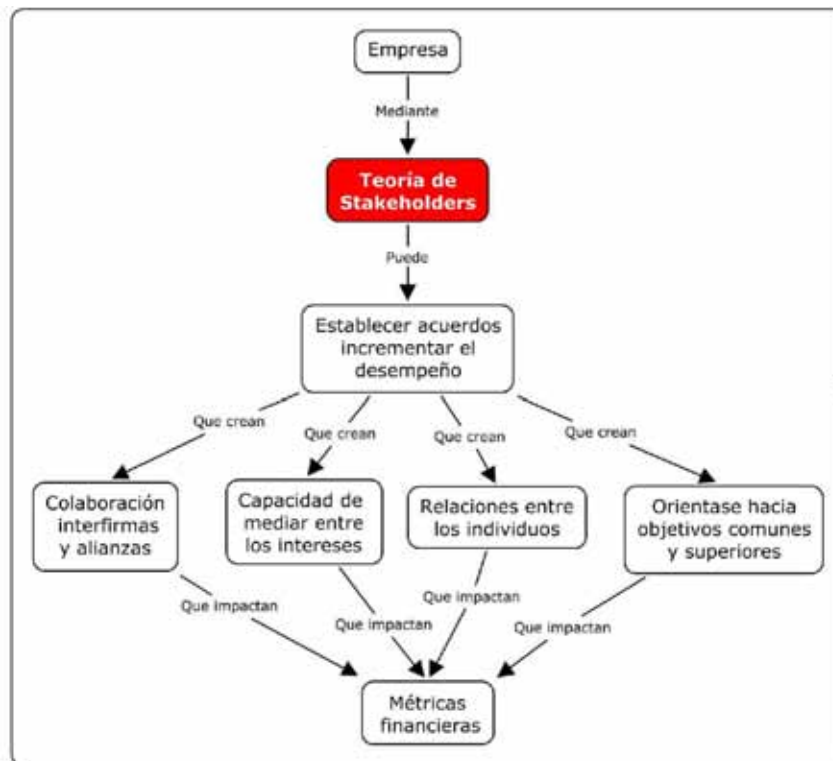 Empresa
Mediante
Teoría de
Stakeholders
Puede
Establecer acuerdos
incrementar el
desempeño
Que crean
Que crean
Que crean
Que crean
Colaboración
interfirmas
y alianzas
Capacidad de
mediar entre
los intereses
Relaciones entre
los individuos
Orientase hacia
objetivos comunes
y superiores
Que impactan
Que impactan
Que impactan
Que impactan
Métricas
financieras